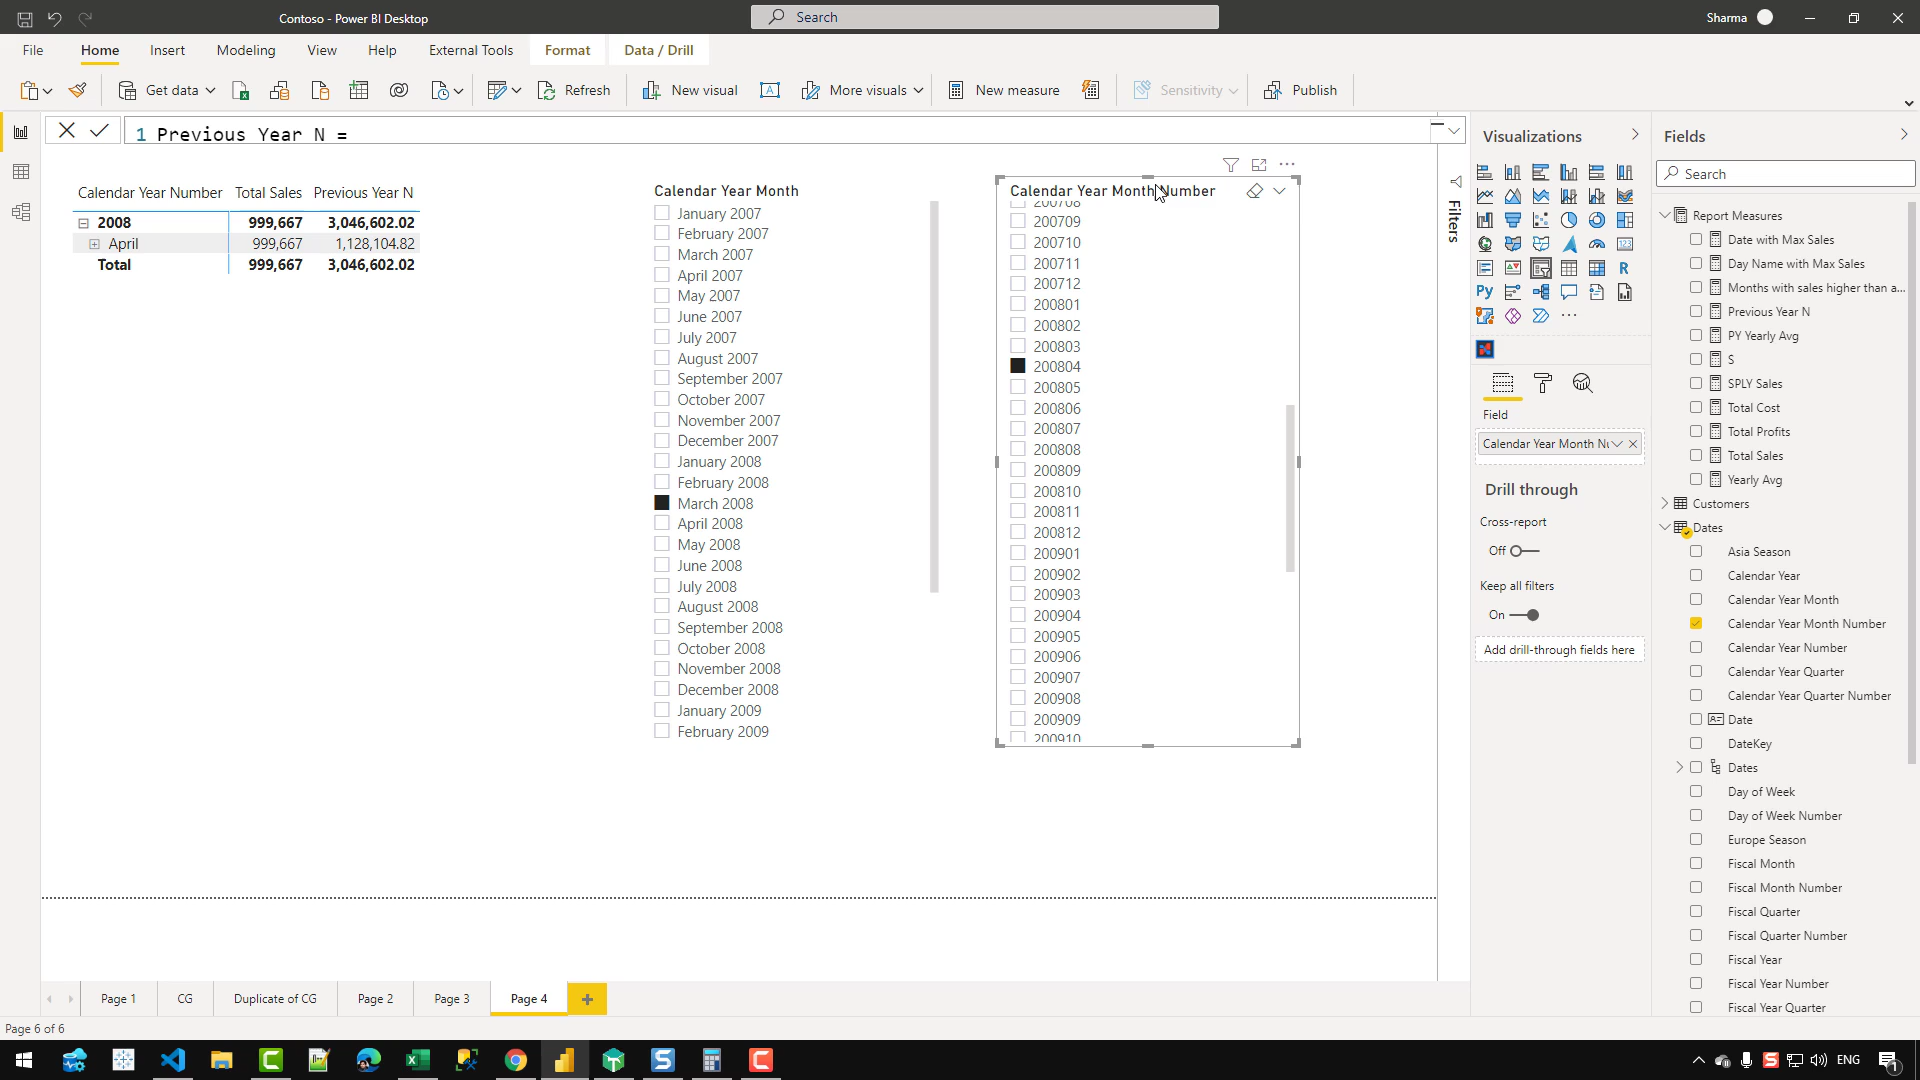 Contoso - Power BI Desktop
Search
Sharma
File
Home
Insert
Modeling
View
Help
External Tools
Format
Data / Drill
Get data
Refresh
New visual
A
More visuals
New measure
Sensitivity
Publish
1 Previous Year N =
Calendar Year Number Total Sales Previous Year N
2008 999,667 3,046,602.02
April 999,667 1,128,104.82
Total 999,667 3,046,602.02
Calendar Year Month
January 2007
February 2007
March 2007
April 2007
May 2007
June 2007
July 2007
August 2007
September 2007
October 2007
November 2007
December 2007
January 2008
February 2008
March 2008
April 2008
May 2008
June 2008
July 2008
August 2008
September 2008
October 2008
November 2008
December 2008
January 2009
February 2009
Calendar Year Month Number
200708
200709
200710
200711
200712
200801
200802
200803
200804
200805
200806
200807
200808
200809
200810
200811
200812
200901
200902
200903
200904
200905
200906
200907
200908
200909
200910
Filters
Visualizations
123
R
Py
Field
Calendar Year Month Nu
Drill through
Cross-report
Off
Keep all filters
On
Add drill-through fields here
Fields
Search
Report Measures
Date with Max Sales
Day Name with Max Sales
Months with sales higher than a...
Previous Year N
PY Yearly Avg
S
SPLY Sales
Total Cost
Total Profits
Total Sales
Yearly Avg
Customers
Dates
Asia Season
Calendar Year
Calendar Year Month
Calendar Year Month Number
Calendar Year Number
Calendar Year Quarter
Calendar Year Quarter Number
Date
DateKey
Dates
Day of Week
Day of Week Number
Europe Season
Fiscal Month
Fiscal Month Number
Fiscal Quarter
Fiscal Quarter Number
Fiscal Year
Fiscal Year Number
Fiscal Year Quarter
Page 1
CG
Duplicate of CG
Page 2
Page 3
Page 4
Page 6 of 6
ENG
1